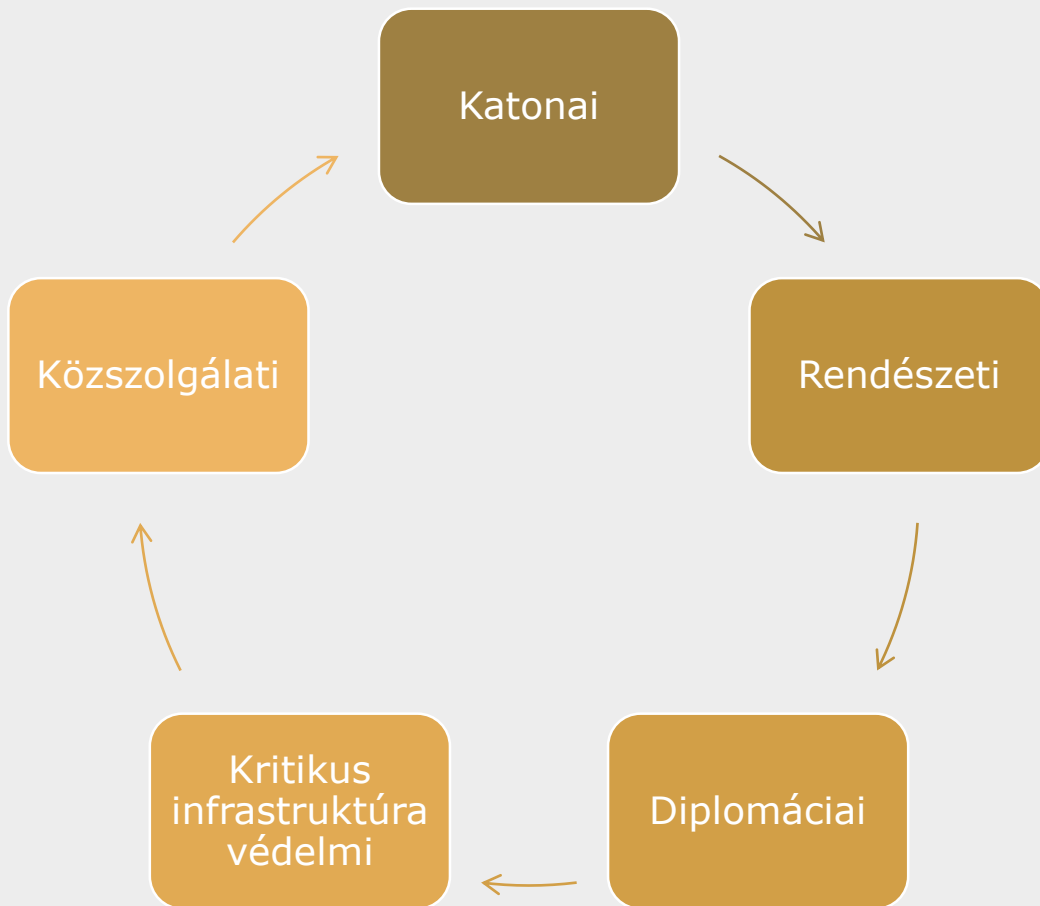 Katonai
Rendészeti
Diplomáciai
Kritikus
infrastruktúra
védelmi
Közszolgálati